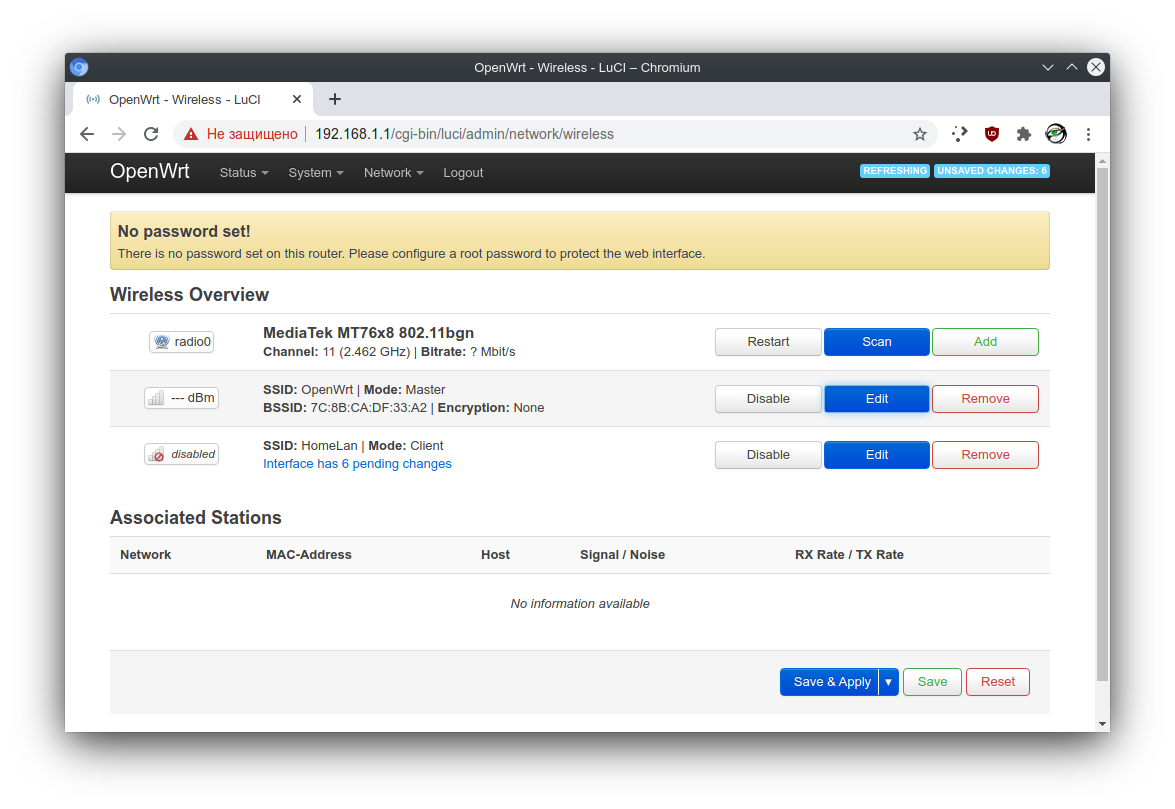 OpenWrt - Wireless - LuCI – Chromium
OpenWrt - Wireless - LuCI
Не защищено 192.168.1.1/cgi-bin/luci/admin/network/wireless
OpenWrt Status System Network Logout REFRESHING UNSAVED CHANGES: 6
No password set!
There is no password set on this router. Please configure a root password to protect the web interface.
Wireless Overview
radio0
MediaTek MT76x8 802.11bgn
Channel: 11 (2.462 GHz) | Bitrate: ? Mbit/s
Restart Scan Add
--- dBm
SSID: OpenWrt | Mode: Master
BSSID: 7C:8B:CA:DF:33:A2 | Encryption: None
Disable Edit Remove
disabled
SSID: HomeLan | Mode: Client
Interface has 6 pending changes
Disable Edit Remove
Associated Stations
Network MAC-Address Host Signal / Noise RX Rate / TX Rate
No information available
Save & Apply ▾ Save Reset